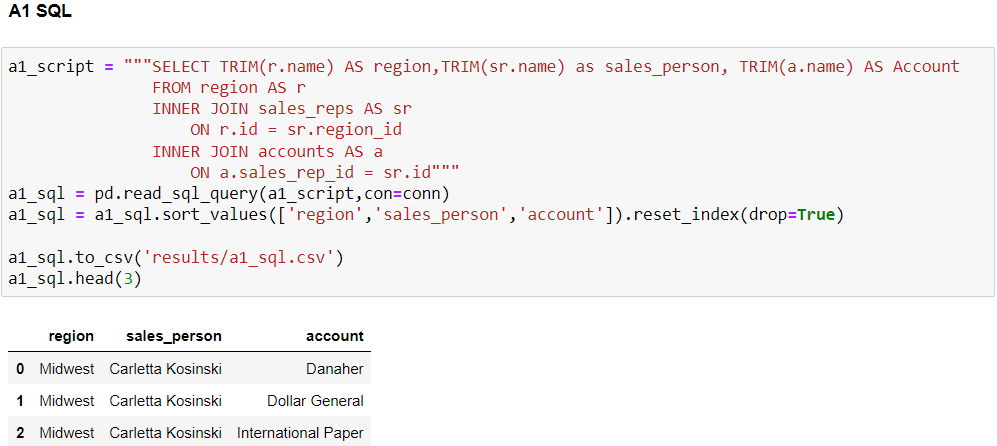 A1 SQL
a1_script = """SELECT TRIM(r.name) AS region,TRIM(sr.name) as sales_person, TRIM(a.name) AS Account
FROM region AS r
INNER JOIN sales_reps AS sr
ON r.id = sr.region_id
INNER JOIN accounts AS a
ON a.sales_rep_id = sr.id"""
a1_sql = pd.read_sql_query(a1_script,con=conn)
a1_sql = a1_sql.sort_values(['region','sales_person','account']).reset_index(drop=True)
a1_sql.to_csv('results/a1_sql.csv')
a1_sql.head(3)
region sales_person account
0 Midwest Carletta Kosinski Danaher
1 Midwest Carletta Kosinski Dollar General
2 Midwest Carletta Kosinski International Paper